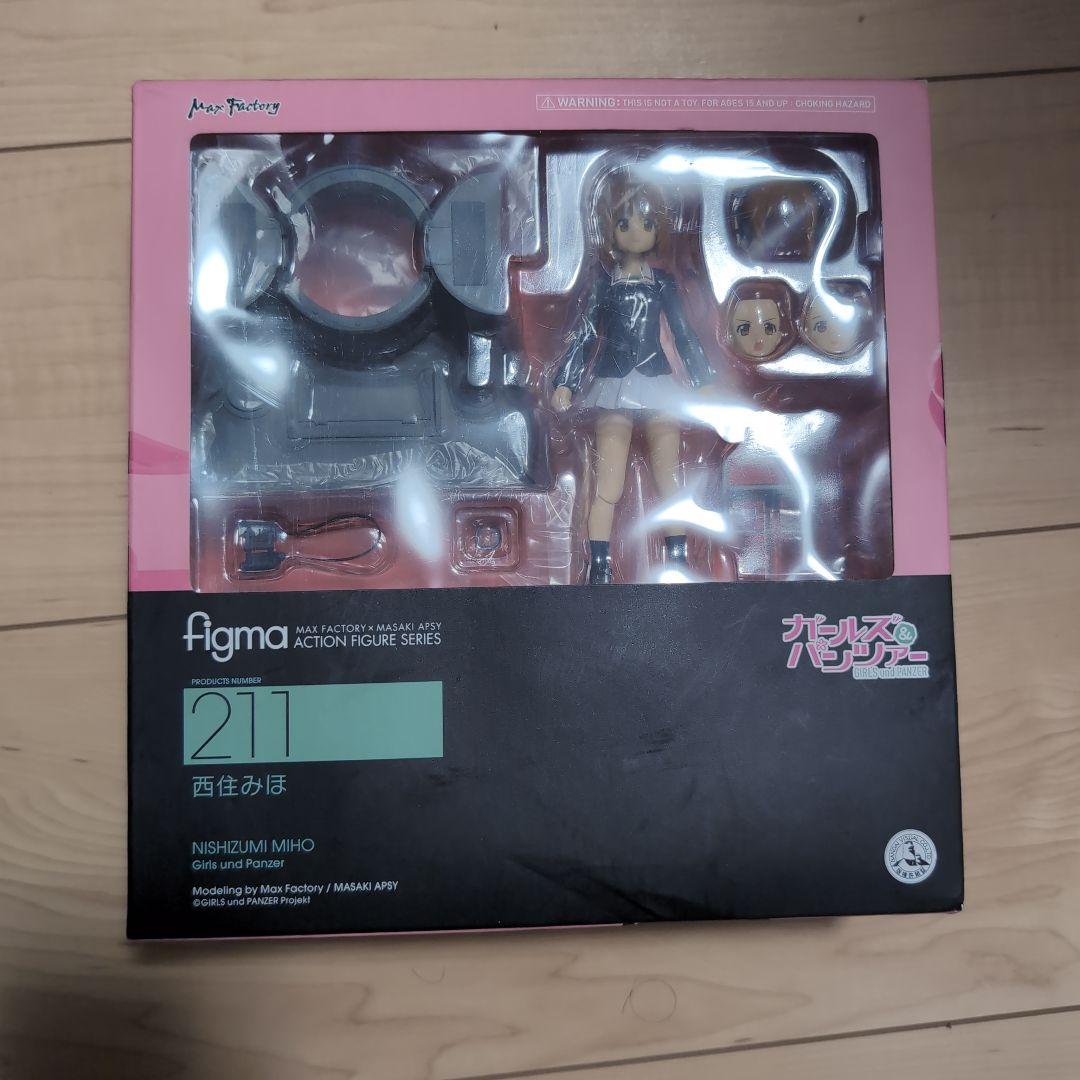 Max Factory
WARNING: THIS IS NOT A TOY. FOR AGES 15 AND UP : CHOKING HAZARD
figma MAX FACTORY × MASAKI APSY
ACTION FIGURE SERIES
ガールズ&
パンツァー
GIRLS und PANZER
PRODUCTS NUMBER
211
西住みほ
NISHIZUMI MIHO
Girls und Panzer
Modeling by Max Factory / MASAKI APSY
©GIRLS und PANZER Projekt